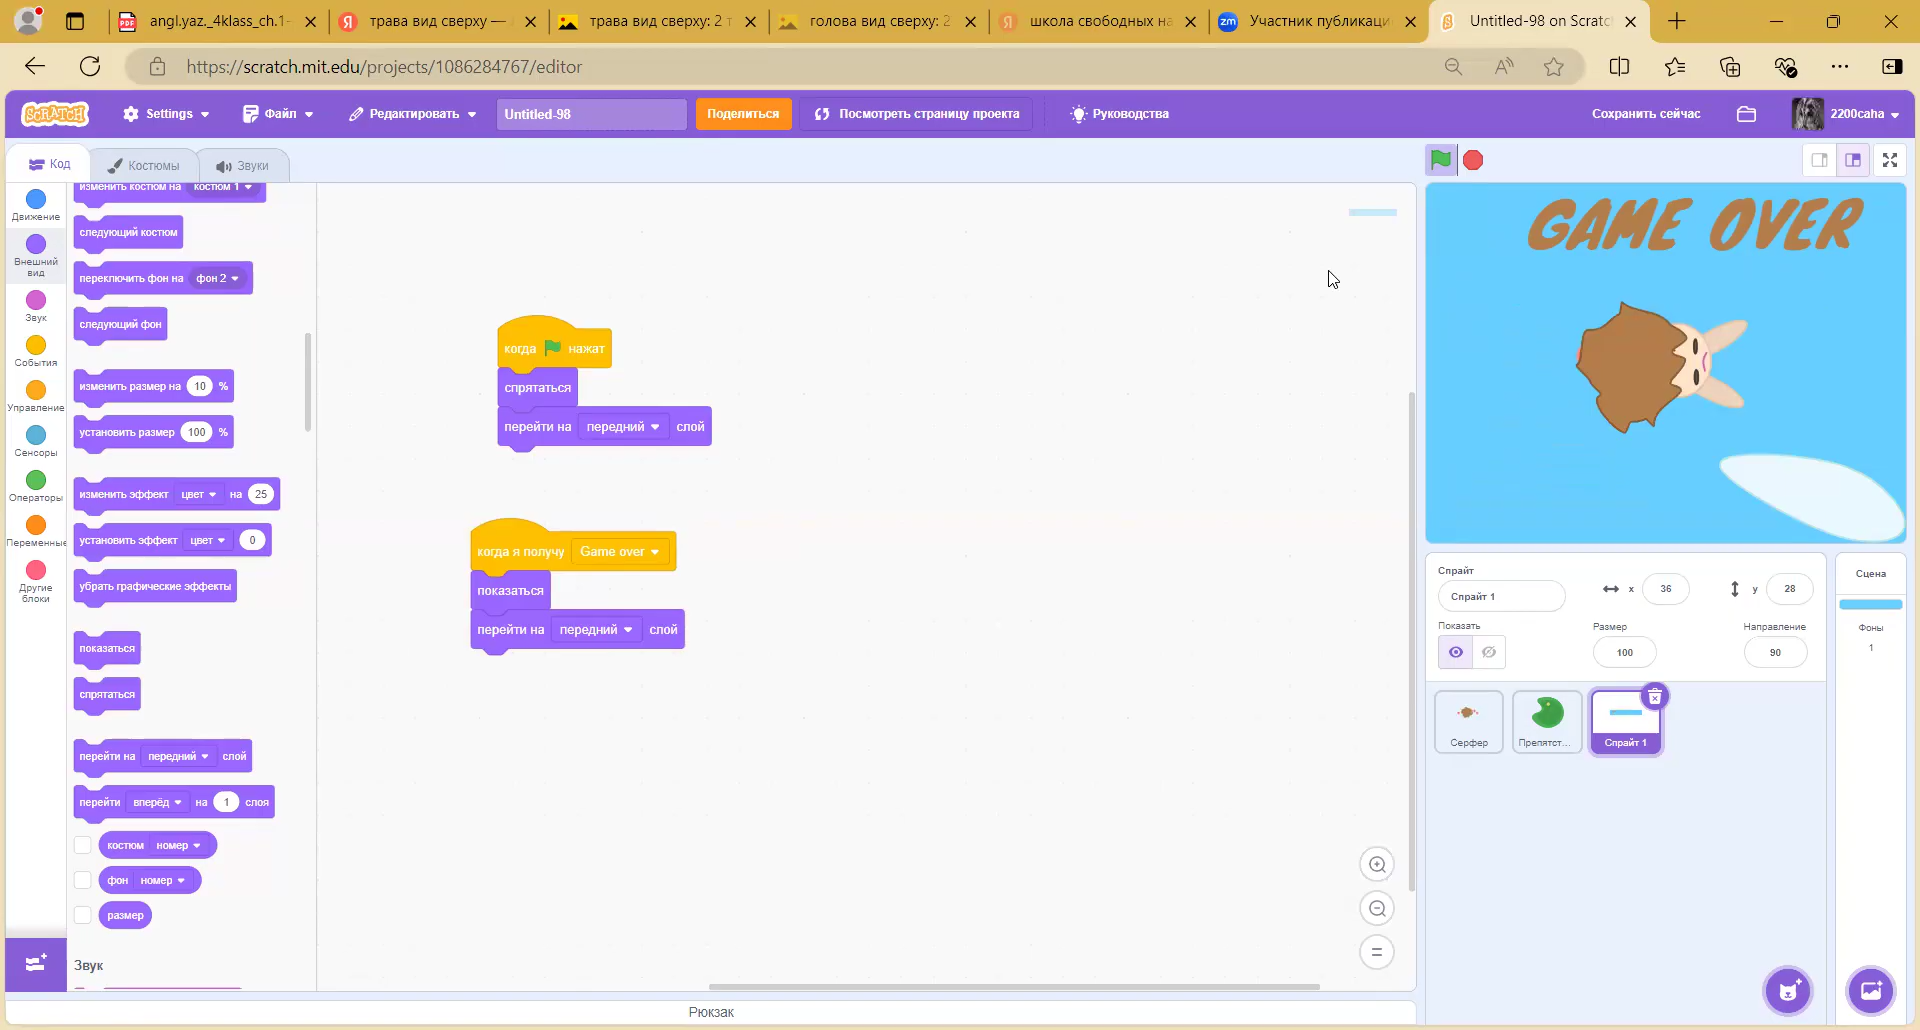 angl.yaz._4klass_ch.1-
трава вид сверху —
трава вид сверху: 2 т
голова вид сверху: 2
школа свободных на
Участник публикаци
Untitled-98 on Scratc
https://scratch.mit.edu/projects/1086284767/editor
SCRATCH
Settings
Файл
Редактировать
Untitled-98
Поделиться
Посмотреть страницу проекта
Руководства
Сохранить сейчас
2200caha
Код
Костюмы
Звуки
Движение
Внешний вид
Звук
События
Управление
Сенсоры
Операторы
Переменные
Другие блоки
изменить костюм на костюм 1
следующий костюм
переключить фон на фон 2
следующий фон
изменить размер на 10 %
установить размер 100 %
изменить эффект цвет на 25
установить эффект цвет 0
убрать графические эффекты
показаться
спрятаться
перейти на передний слой
перейти вперёд на 1 слоя
костюм номер
фон номер
размер
Звук
когда нажат
спрятаться
перейти на передний слой
когда я получу Game over
показаться
перейти на передний слой
GAME OVER
Спрайт
Спрайт 1
x 36
y 28
Показать
Размер
100
Направление
90
Серфер
Препятст...
Спрайт 1
Сцена
Фоны
1
Рюкзак